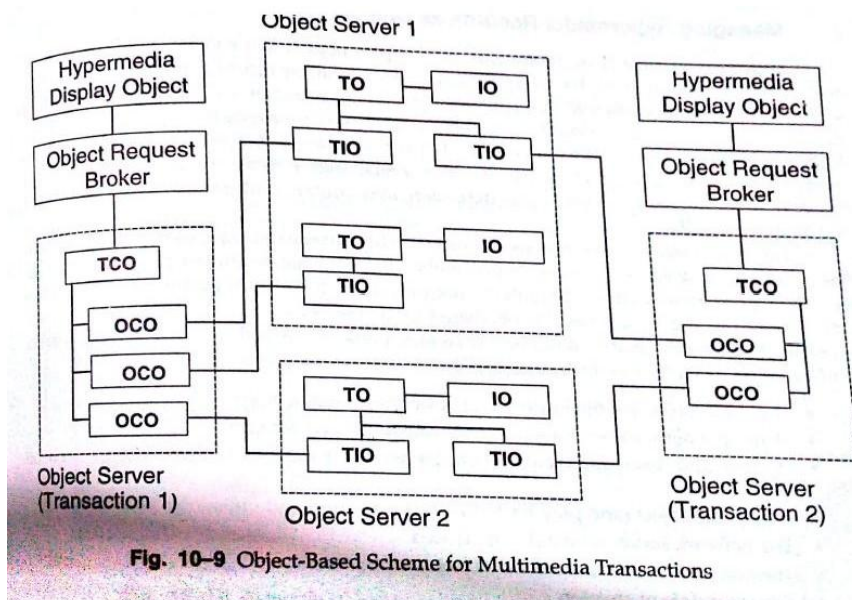 Object Server 1
Hypermedia
Display Object
Object Request
Broker
TCO
OCO
OCO
OCO
Object Server
(Transaction 1)
TO
IO
TIO
TIO
TO
IO
TIO
TO
IO
TIO
TIO
Object Server 2
Hypermedia
Display Object
Object Request
Broker
TCO
OCO
OCO
Object Server
(Transaction 2)
Fig. 10–9 Object-Based Scheme for Multimedia Transactions